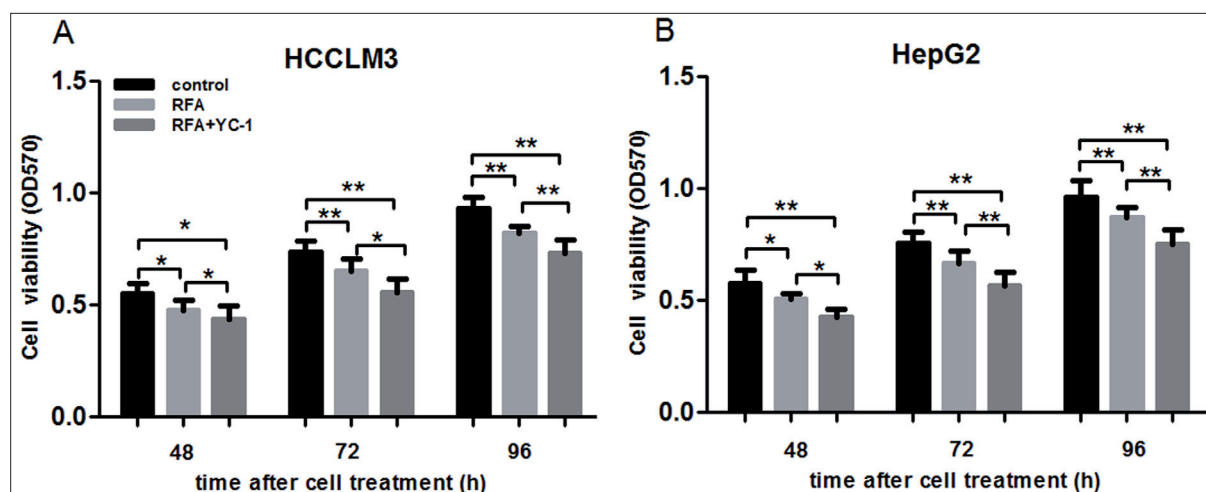 A
HCCLM3
control
RFA
RFA+YC-1
Cell viability (OD570)
1.5
1.0
0.5
0.0
*
*
*
**
**
*
**
**
**
48
72
96
time after cell treatment (h)
B
HepG2
Cell viability (OD570)
1.5
1.0
0.5
0.0
**
*
*
**
**
**
**
**
**
48
72
96
time after cell treatment (h)